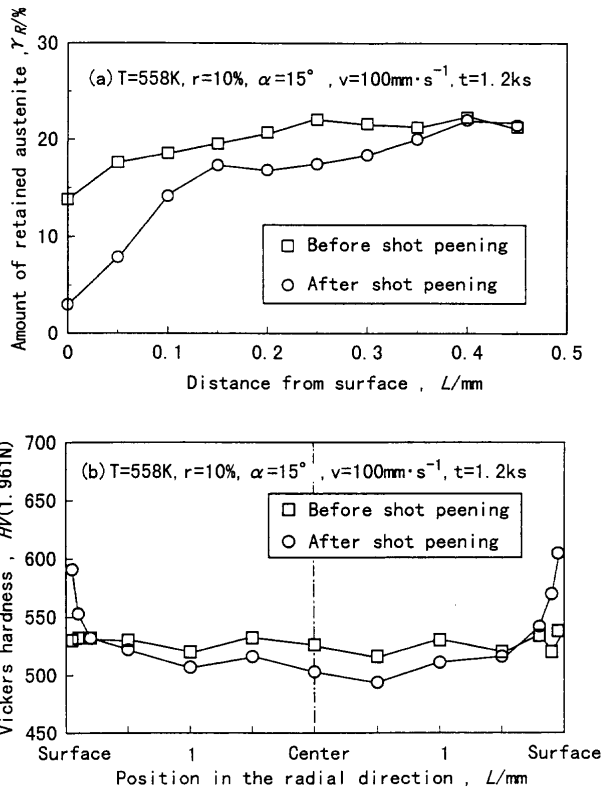 Amount of retained austenite ,γR/%
30
20
10
0
(a) T=558K, r=10%, α=15° , v=100mm·s⁻¹, t=1.2ks
Before shot peening
After shot peening
0 0.1 0.2 0.3 0.4 0.5
Distance from surface , L/mm
Vickers hardness , HV(1.961N)
700
650
600
550
500
450
(b) T=558K, r=10%, α=15° , v=100mm·s⁻¹, t=1.2ks
Before shot peening
After shot peening
Surface 1 Center 1 Surface
Position in the radial direction , L/mm